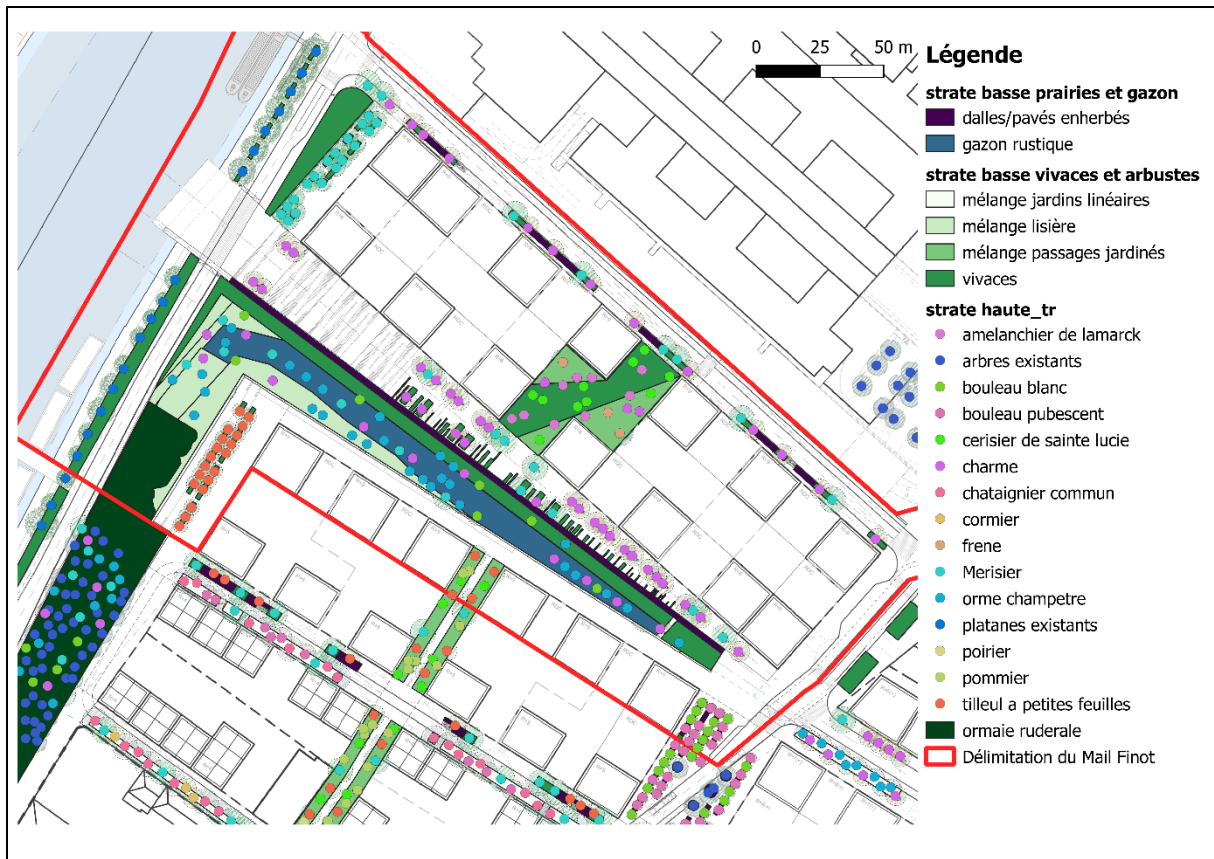 0 25 50 m
Légende
strate basse prairies et gazon
dalles/pavés enherbés
gazon rustique
strate basse vivaces et arbustes
mélange jardins linéaires
mélange lisière
mélange passages jardinés
vivaces
strate haute_tr
amelanchier de lamarck
arbres existants
bouleau blanc
bouleau pubescent
cerisier de sainte lucie
charme
chataignier commun
cormier
frene
Merisier
orme champetre
platanes existants
poirier
pommier
tilleul a petites feuilles
ormaie ruderale
Délimitation du Mail Finot